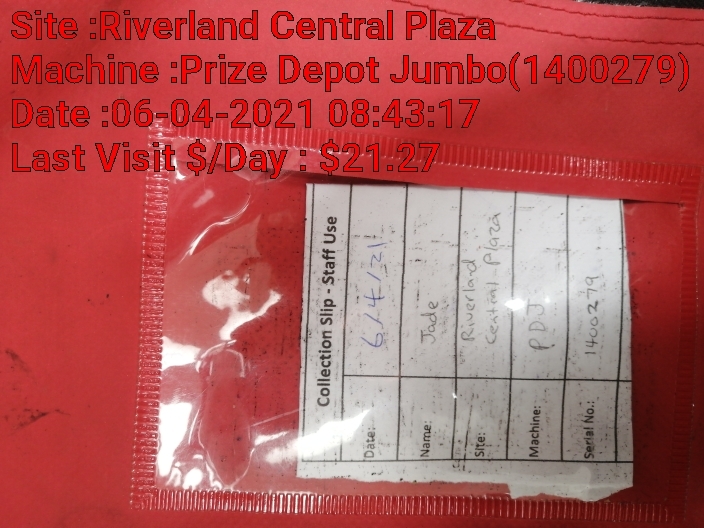 Site :Riverland Central Plaza
Machine :Prize Depot Jumbo(1400279)
Date :06-04-2021 08:43:17
Last Visit $/Day : $21.27
Collection Slip - Staff Use
Date: 6/4/21
Name: Jade
Site: Riverland
Central Plaza
Machine: PDJ
Serial No.: 1400279